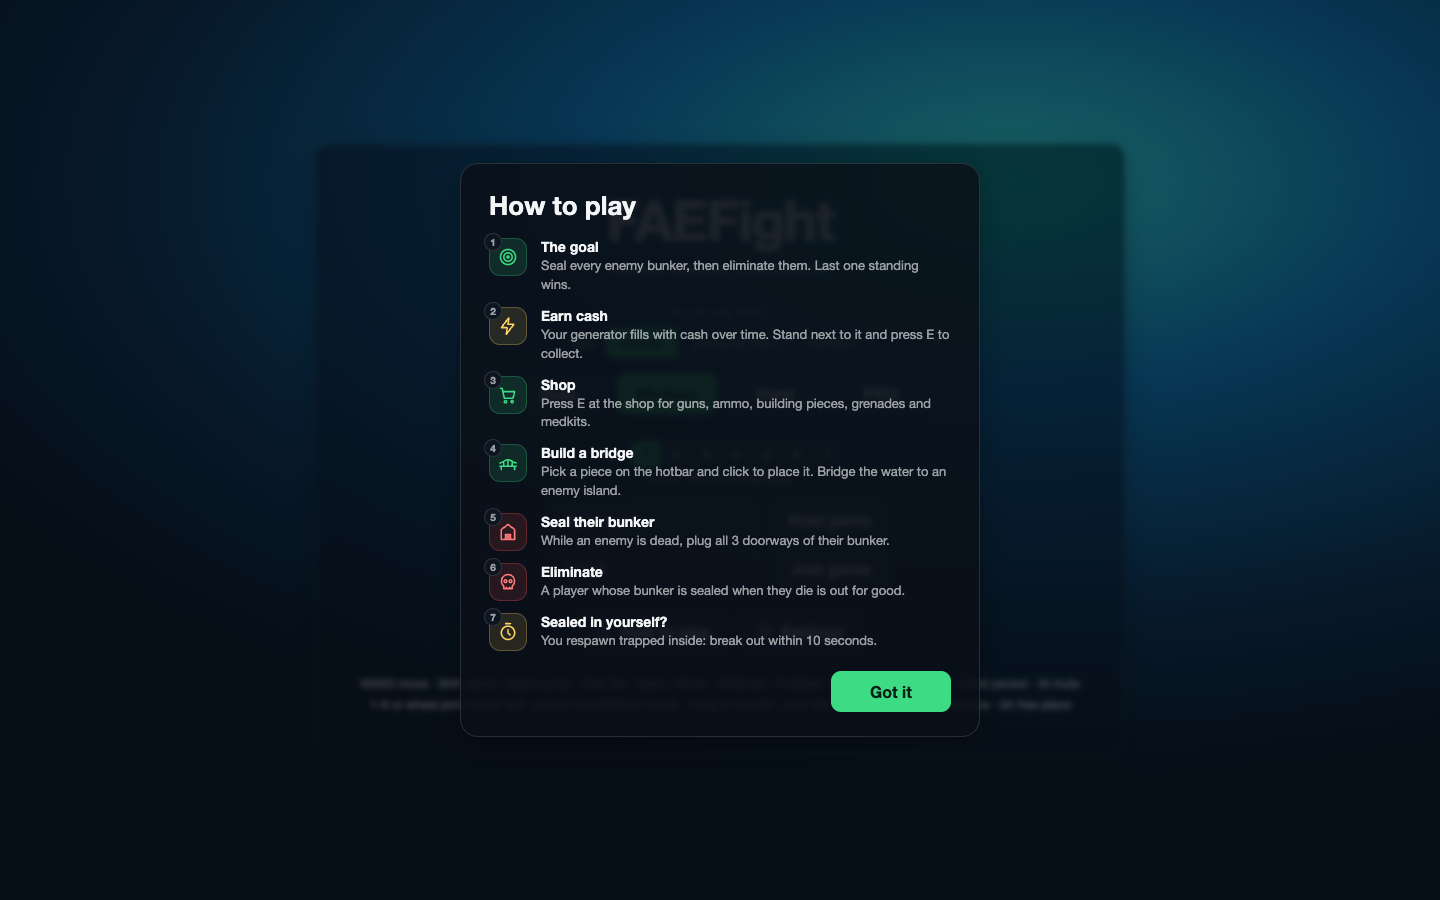 FAEFight
How to play
1
The goal
Seal every enemy bunker, then eliminate them. Last one standing
wins.
2
Earn cash
Your generator fills with cash over time. Stand next to it and press E to
collect.
3
Shop
Press E at the shop for guns, ammo, building pieces, grenades and
medkits.
4
Build a bridge
Pick a piece on the hotbar and click to place it. Bridge the water to an
enemy island.
5
Seal their bunker
While an enemy is dead, plug all 3 doorways of their bunker.
6
Eliminate
A player whose bunker is sealed when they die is out for good.
7
Sealed in yourself?
You respawn trapped inside: break out within 10 seconds.
Got it